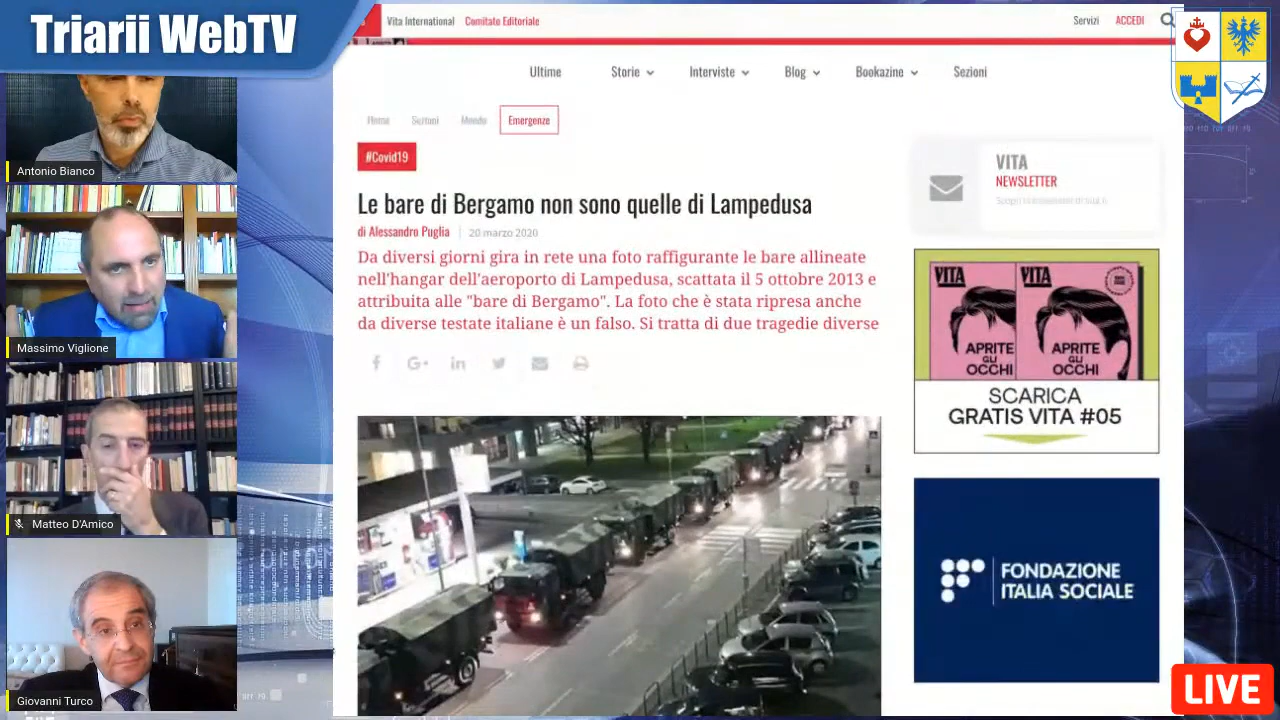 Triarii WebTV
Antonio Bianco
Massimo Viglione
Matteo D'Amico
Giovanni Turco
Vita International Comitato Editoriale
Servizi ACCEDI
Ultime Storie Interviste Blog Bookazine Sezioni
Home Sezioni Mondo Emergenze
#Covid19
Le bare di Bergamo non sono quelle di Lampedusa
di Alessandro Puglia 20 marzo 2020
Da diversi giorni gira in rete una foto raffigurante le bare allineate
nell'hangar dell'aeroporto di Lampedusa, scattata il 5 ottobre 2013 e
attribuita alle "bare di Bergamo". La foto che è stata ripresa anche
da diverse testate italiane è un falso. Si tratta di due tragedie diverse
VITA
NEWSLETTER
VITA VITA
APRITE APRITE
GLI GLI
OCCHI OCCHI
SCARICA
GRATIS VITA #05
FONDAZIONE
ITALIA SOCIALE
LIVE